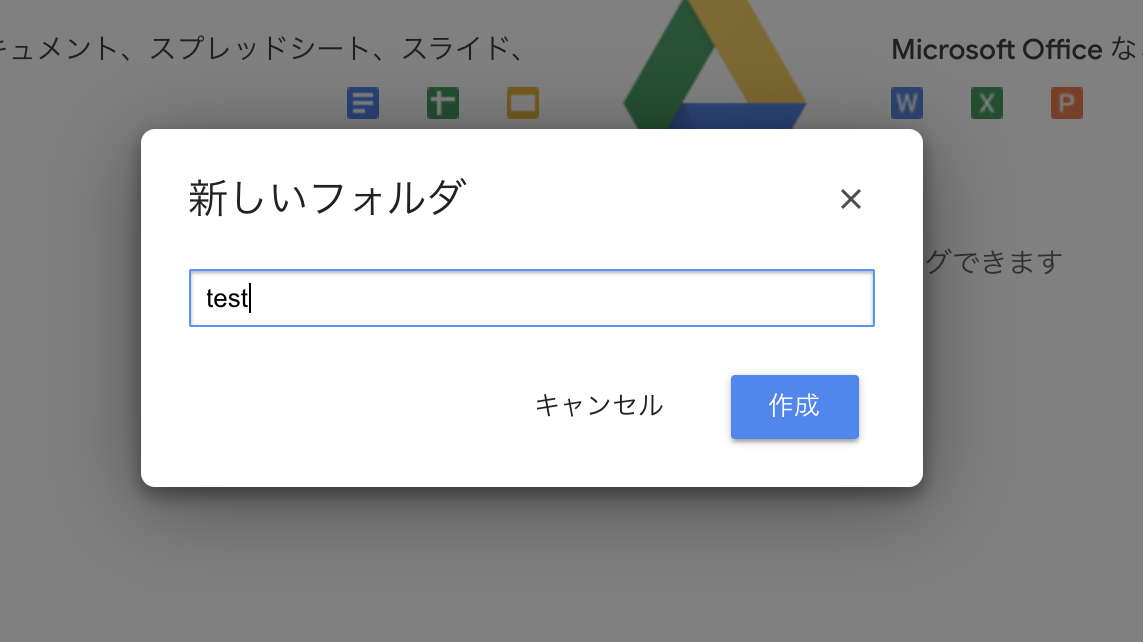 キュメント、スプレッドシート、スライド、
Microsoft Office な
W X P
新しいフォルダ
グできます
test
キャンセル
作成